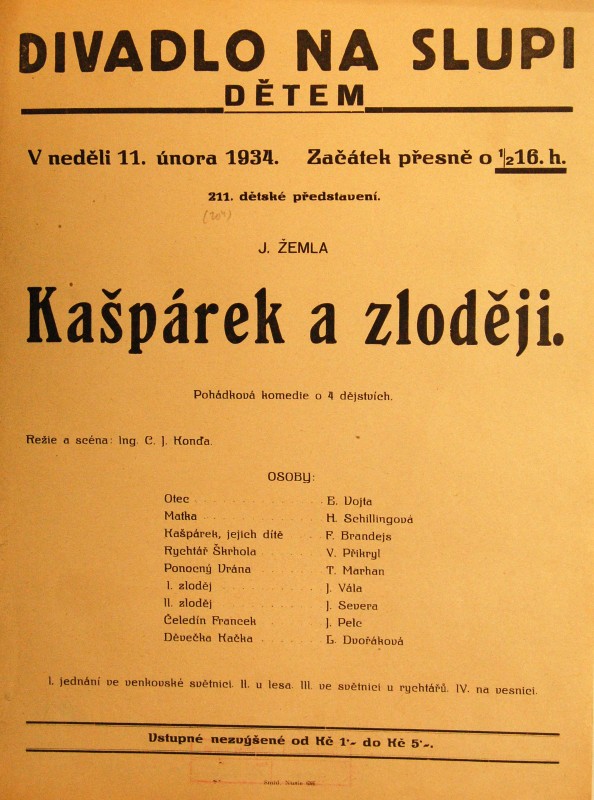 DIVADLO NA SLUPI
DĚTEM
V neděli 11. února 1934. Začátek přesně o ½16. h.
211. dětské představení.
(204)
J. ŽEMLA
Kašpárek a zloději.
Pohádková komedie o 4 dějstvích.
Režie a scéna: Ing. C. J. Konďa.
OSOBY:
Otec . . . . . . . . . . . . E. Vojta
Matka . . . . . . . . . . . . H. Schillingová
Kašpárek, jejich dítě . . . F. Brandejs
Rychtář Škrhola . . . . . . V. Přikryl
Ponocný Vrána . . . . . . . T. Marhan
I. zloděj . . . . . . . . . . J. Vála
II. zloděj . . . . . . . . . J. Severa
Čeledín Francek . . . . . . J. Pelc
Děvečka Kačka . . . . . . . L. Dvořáková
I. jednání ve venkovské světnici. II. u lesa. III. ve světnici u rychtářů. IV. na vesnici.
Vstupné nezvýšené od Kč 1·- do Kč 5·-.